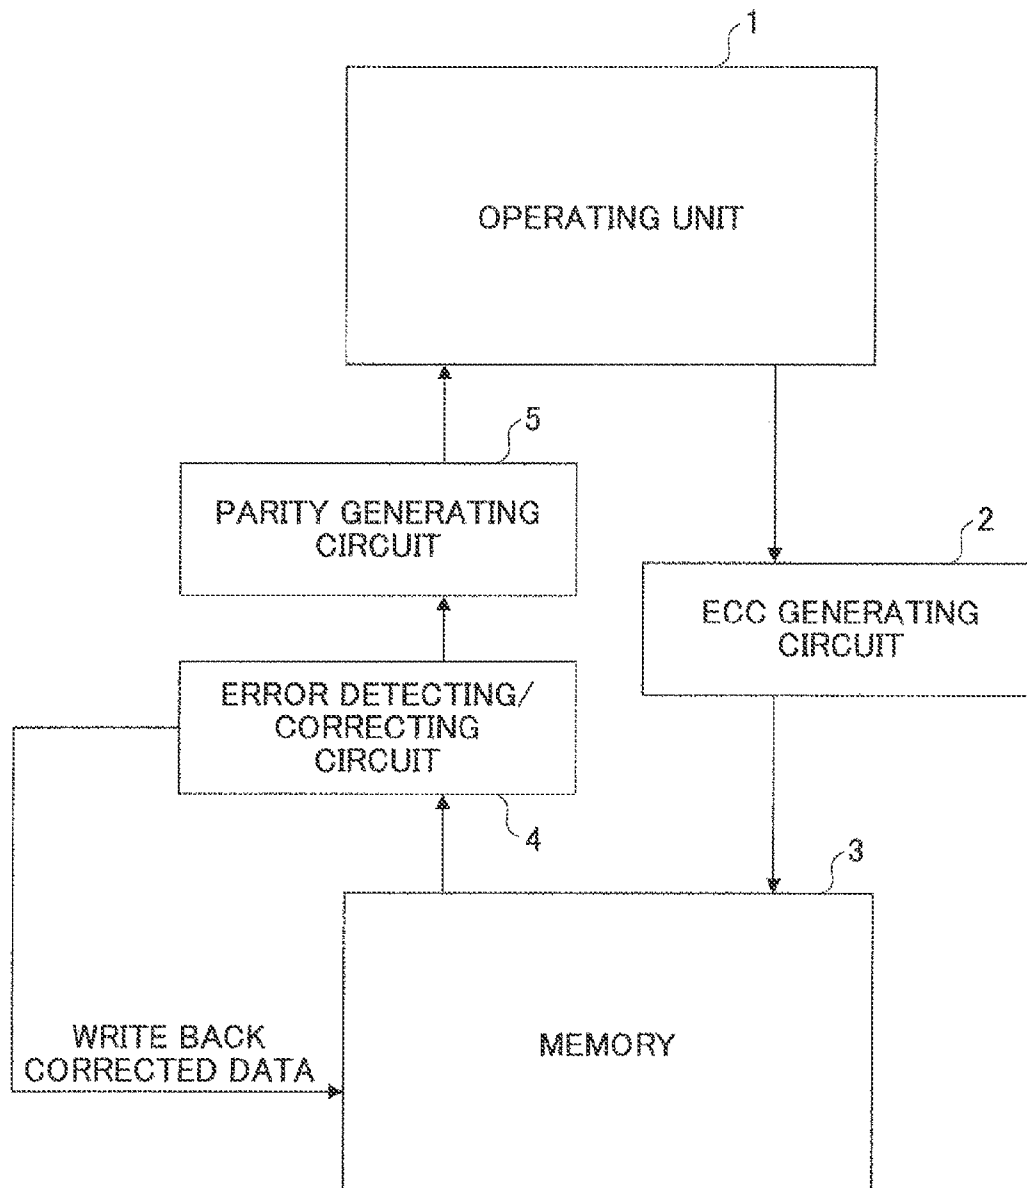 1
OPERATING UNIT
5
PARITY GENERATING
CIRCUIT
2
ECC GENERATING
CIRCUIT
ERROR DETECTING/
CORRECTING
CIRCUIT
4
3
WRITE BACK
CORRECTED DATA
MEMORY